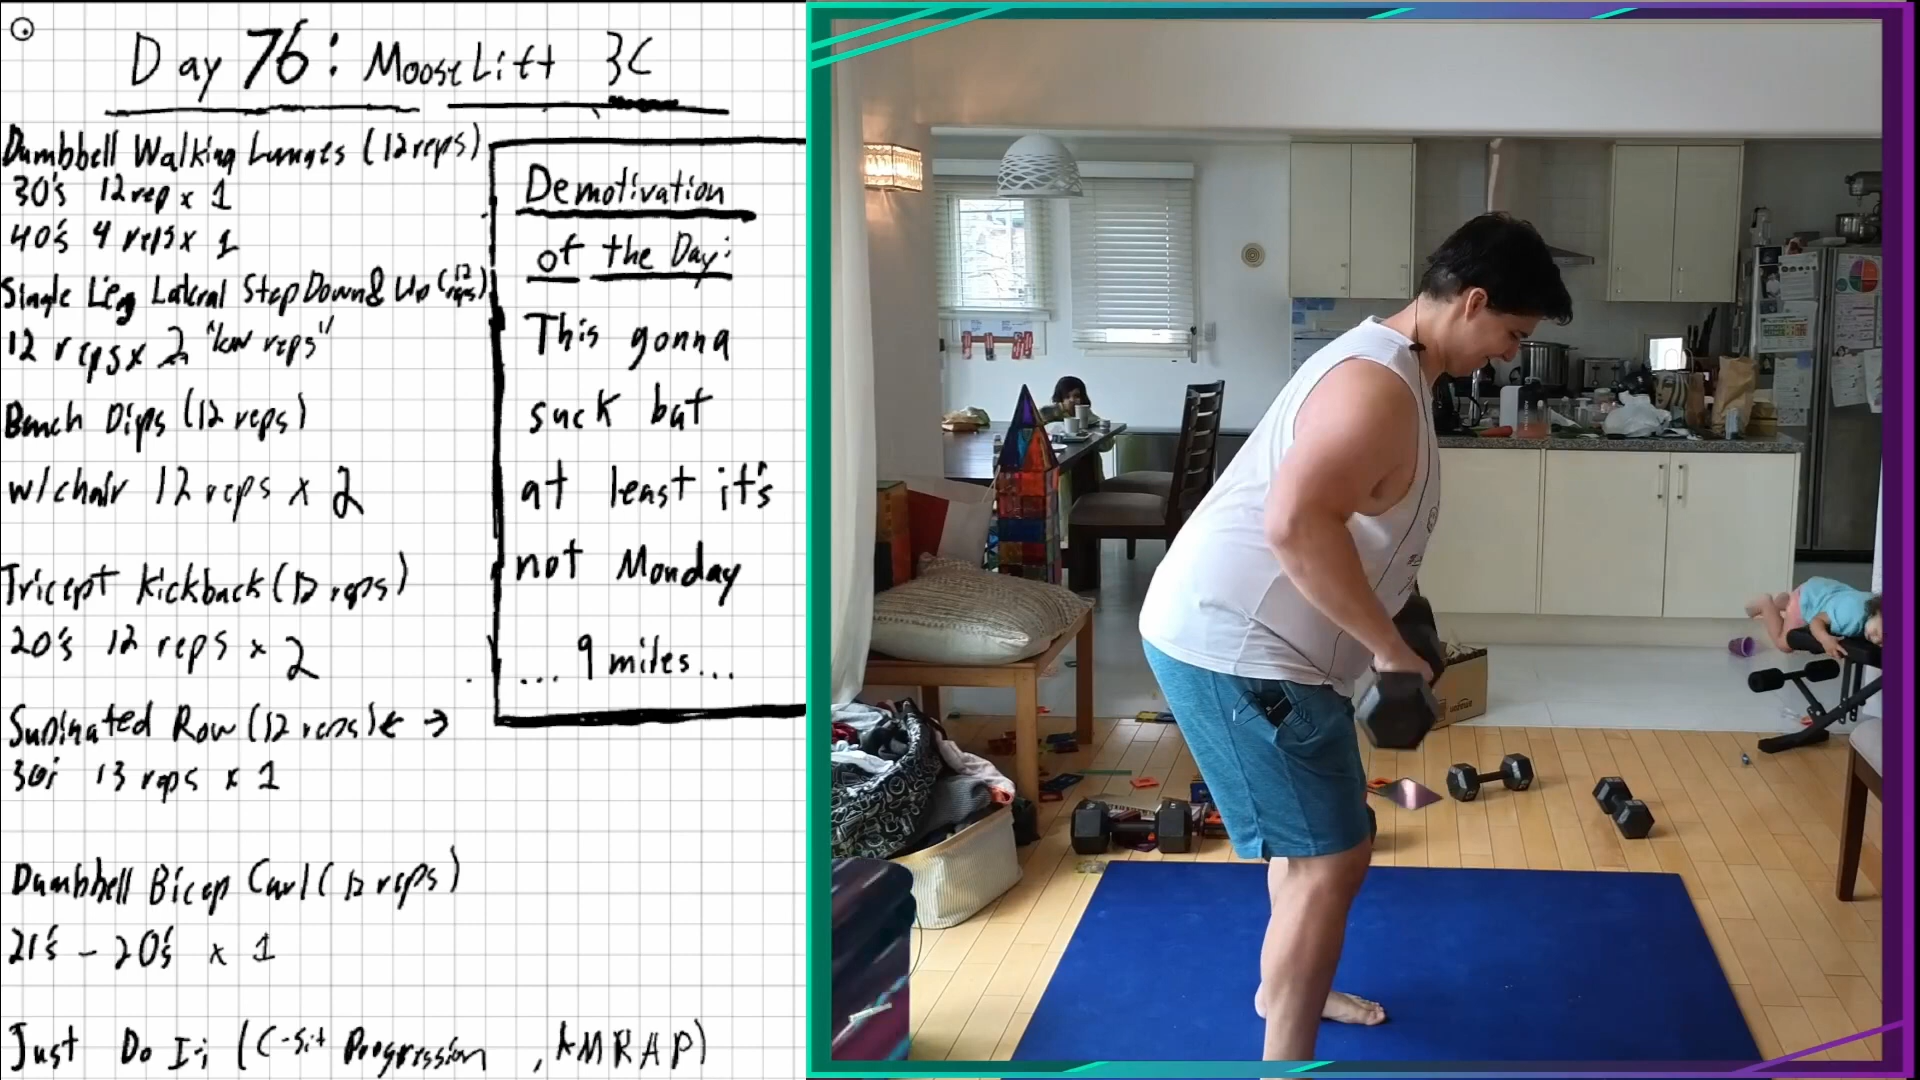 Day 76: MooseLift 3C
Dumbbell Walking Lunges (12 reps)
30's 12 rep x 1
40's 4 reps x 1
Single Leg Lateral Step Down & Up (12 reps)
12 reps x 2 "low reps"
Bench Dips (12 reps)
w/chair 12 reps x 2
Tricept Kickback (12 reps)
20's 12 reps x 2
Supinated Row (12 reps) ← →
30's 13 reps x 1
Dumbbell Bicep Curl (12 reps)
21's - 20's x 1
Just Do It; (C-sit Progression, AMRAP)
Demotivation
of the Day:
This gonna
suck but
at least it's
not Monday
... 9 miles...